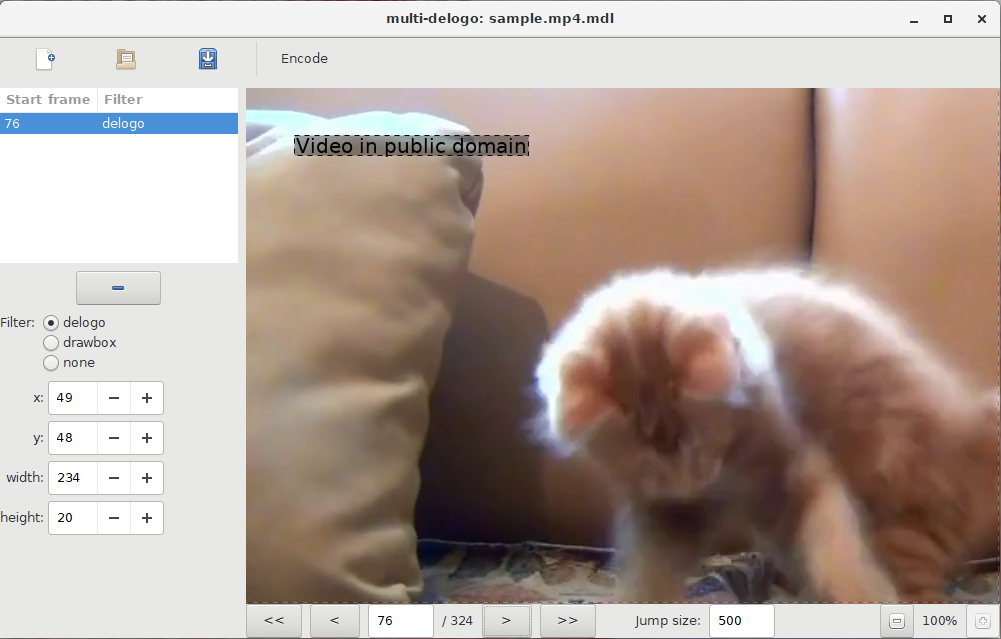 multi-delogo: sample.mp4.mdl
Encode
Start frame Filter
76 delogo
Video in public domain
Filter: delogo
drawbox
none
x: 49
y: 48
width: 234
height: 20
<< < 76 / 324 > >> Jump size: 500 100%